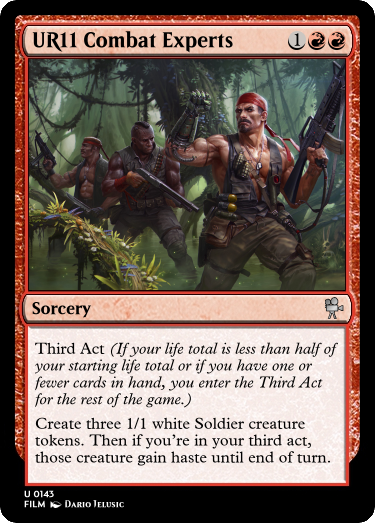 UR11 Combat Experts
1
Sorcery
Third Act (If your life total is less than half of
your starting life total or if you have one or
fewer cards in hand, you enter the Third Act
for the rest of the game.)
Create three 1/1 white Soldier creature
tokens. Then if you're in your third act,
those creature gain haste until end of turn.
U 0143
FILM Dario Jelusic